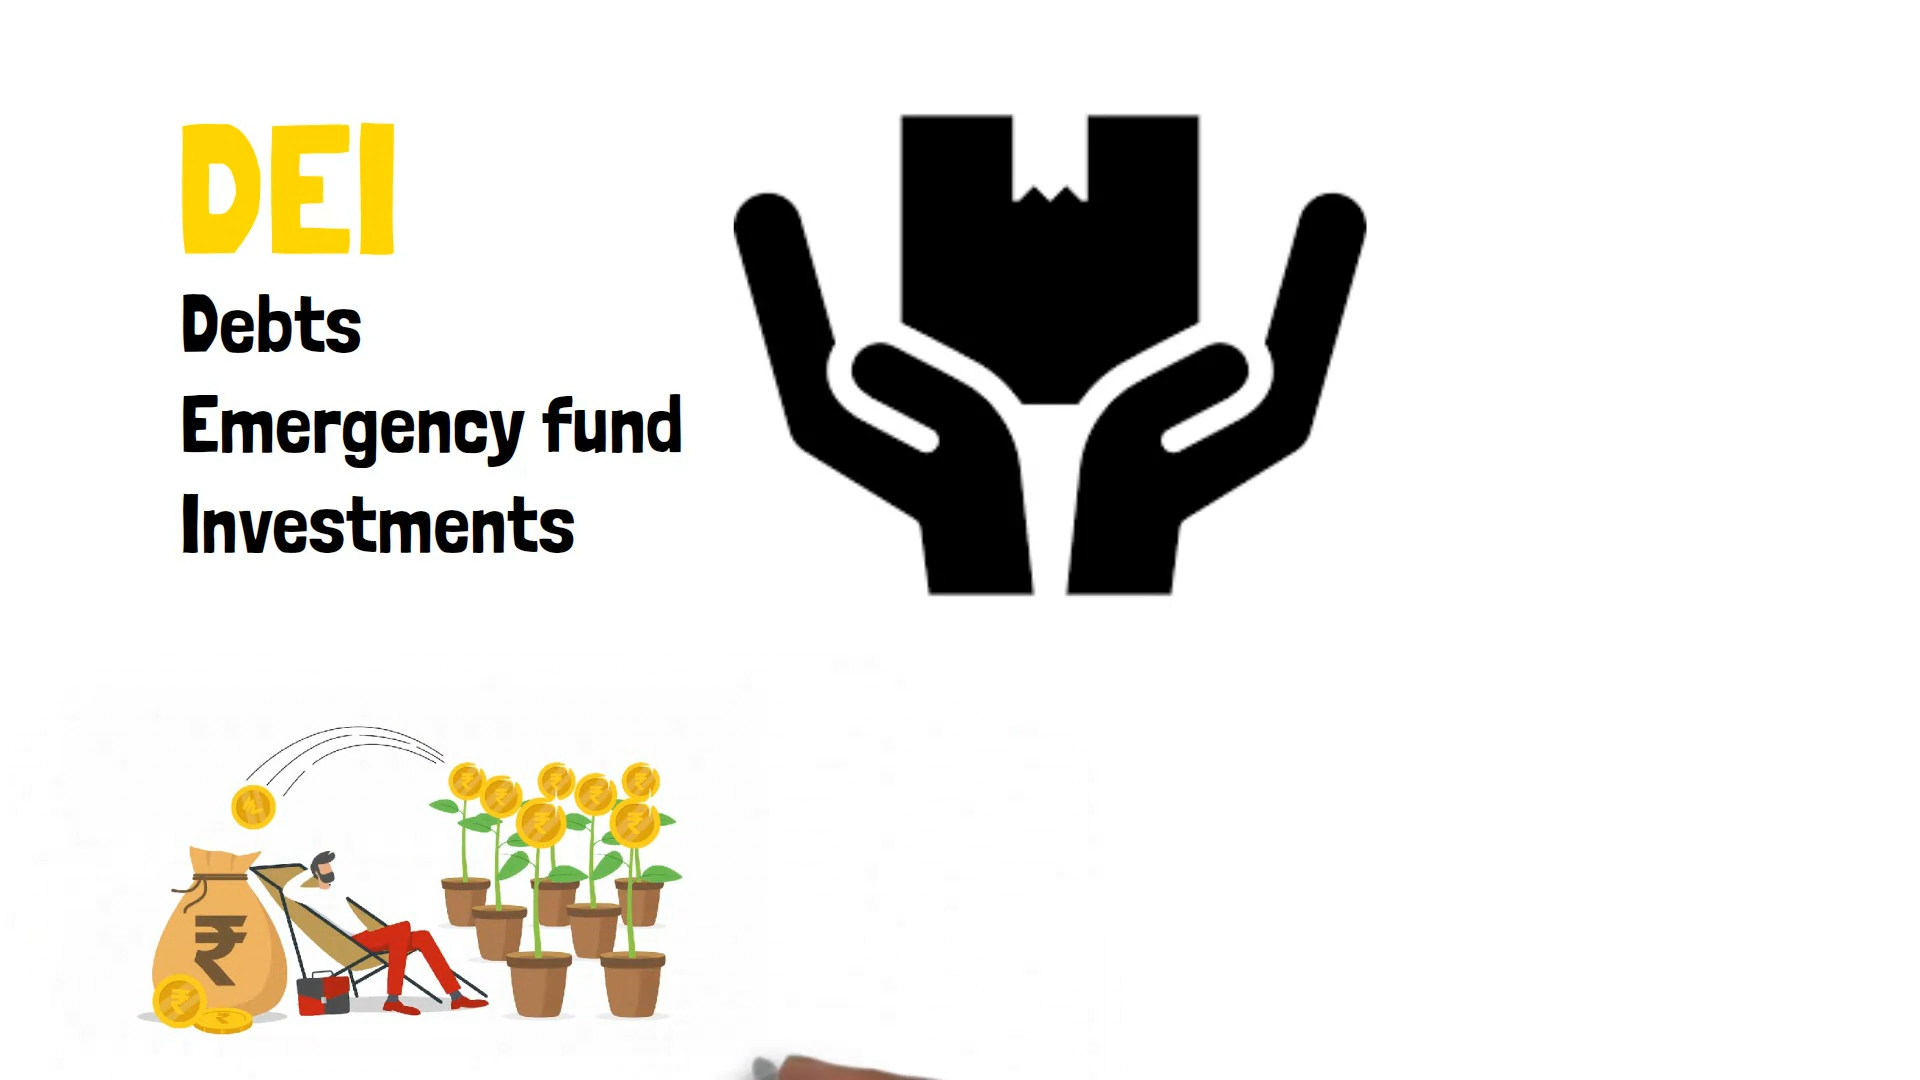 DEI
Debts
Emergency fund
Investments
₹